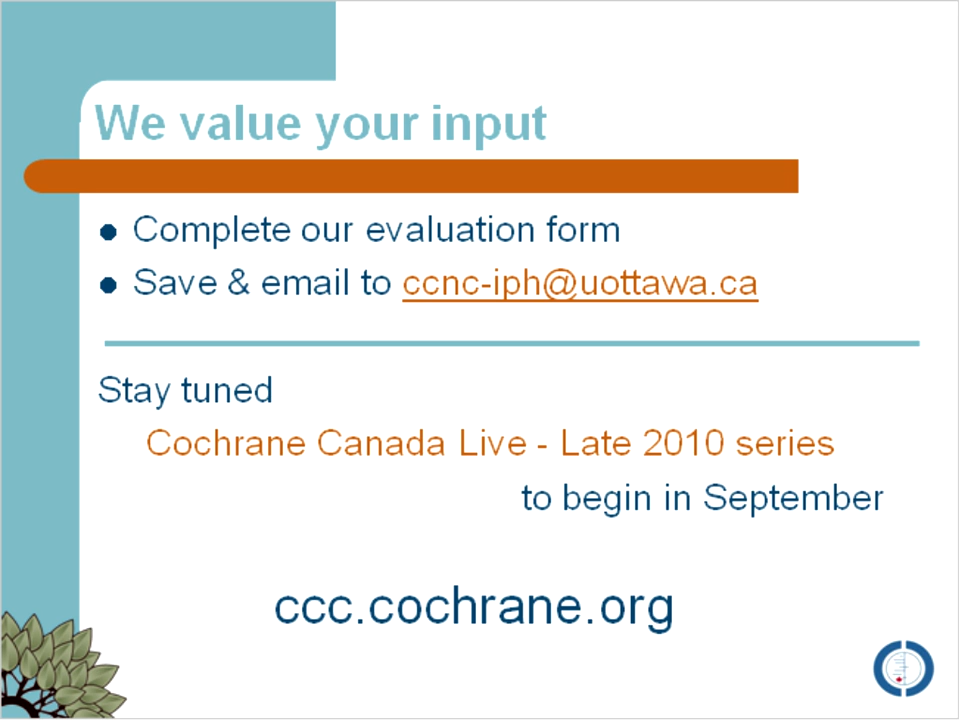 We value your input
Complete our evaluation form
Save & email to ccnc-iph@uottawa.ca
Stay tuned
Cochrane Canada Live - Late 2010 series
to begin in September
ccc.cochrane.org